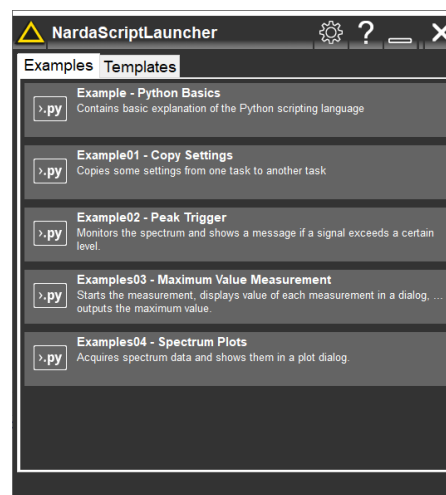 NardaScriptLauncher
Examples Templates
Example - Python Basics
Contains basic explanation of the Python scripting language
.py
Example01 - Copy Settings
Copies some settings from one task to another task
.py
Example02 - Peak Trigger
Monitors the spectrum and shows a message if a signal exceeds a certain
level.
.py
Examples03 - Maximum Value Measurement
Starts the measurement, displays value of each measurement in a dialog, ...
outputs the maximum value.
.py
Examples04 - Spectrum Plots
Acquires spectrum data and shows them in a plot dialog.
.py